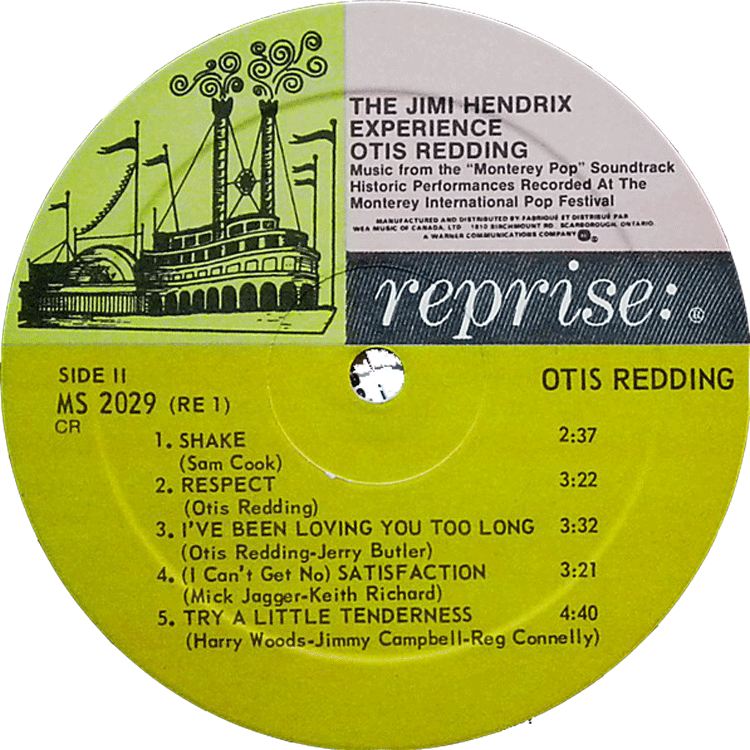 THE JIMI HENDRIX
EXPERIENCE
OTIS REDDING
Music from the "Monterey Pop" Soundtrack
Historic Performances Recorded At The
Monterey International Pop Festival
MANUFACTURED AND DISTRIBUTED BY FABRIQUÉ ET DISTRIBUÉ PAR
WEA MUSIC OF CANADA, LTD 1810 BIRCHMOUNT RD. SCARBOROUGH, ONTARIO.
A WARNER COMMUNICATIONS COMPANY ®
reprise: ®
SIDE II
OTIS REDDING
MS 2029 (RE 1)
CR
1. SHAKE 2:37
(Sam Cook)
2. RESPECT 3:22
(Otis Redding)
3. I'VE BEEN LOVING YOU TOO LONG 3:32
(Otis Redding-Jerry Butler)
4. (I Can't Get No) SATISFACTION 3:21
(Mick Jagger-Keith Richard)
5. TRY A LITTLE TENDERNESS 4:40
(Harry Woods-Jimmy Campbell-Reg Connelly)